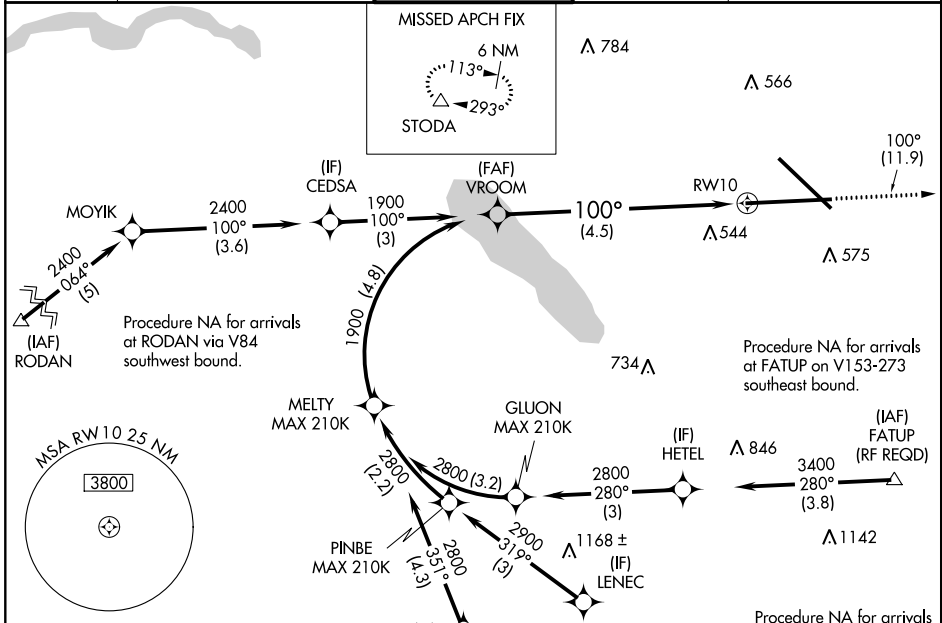 MISSED APCH FIX
6 NM
113°
293°
STODA
784
566
100°
(11.9)
(IF)
CEDSA
(FAF)
VROOM
RW10
MOYIK
2400
100°
(3.6)
1900
100°
(3)
100°
(4.5)
544
575
2400
064°
(5)
(IAF)
RODAN
Procedure NA for arrivals
at RODAN via V84
southwest bound.
1900 (4.8)
734
Procedure NA for arrivals
at FATUP on V153-273
southeast bound.
MELTY
MAX 210K
GLUON
MAX 210K
(IF)
HETEL
846
(IAF)
FATUP
(RF REQD)
MSA RW10 25 NM
3800
2800
(2.2)
2800 (3.2)
2800
280°
(3)
3400
280°
(3.8)
PINBE
MAX 210K
2800
351°
(4.3)
2900
319°
(3)
1168 ±
(IF)
LENEC
1142
Procedure NA for arrivals